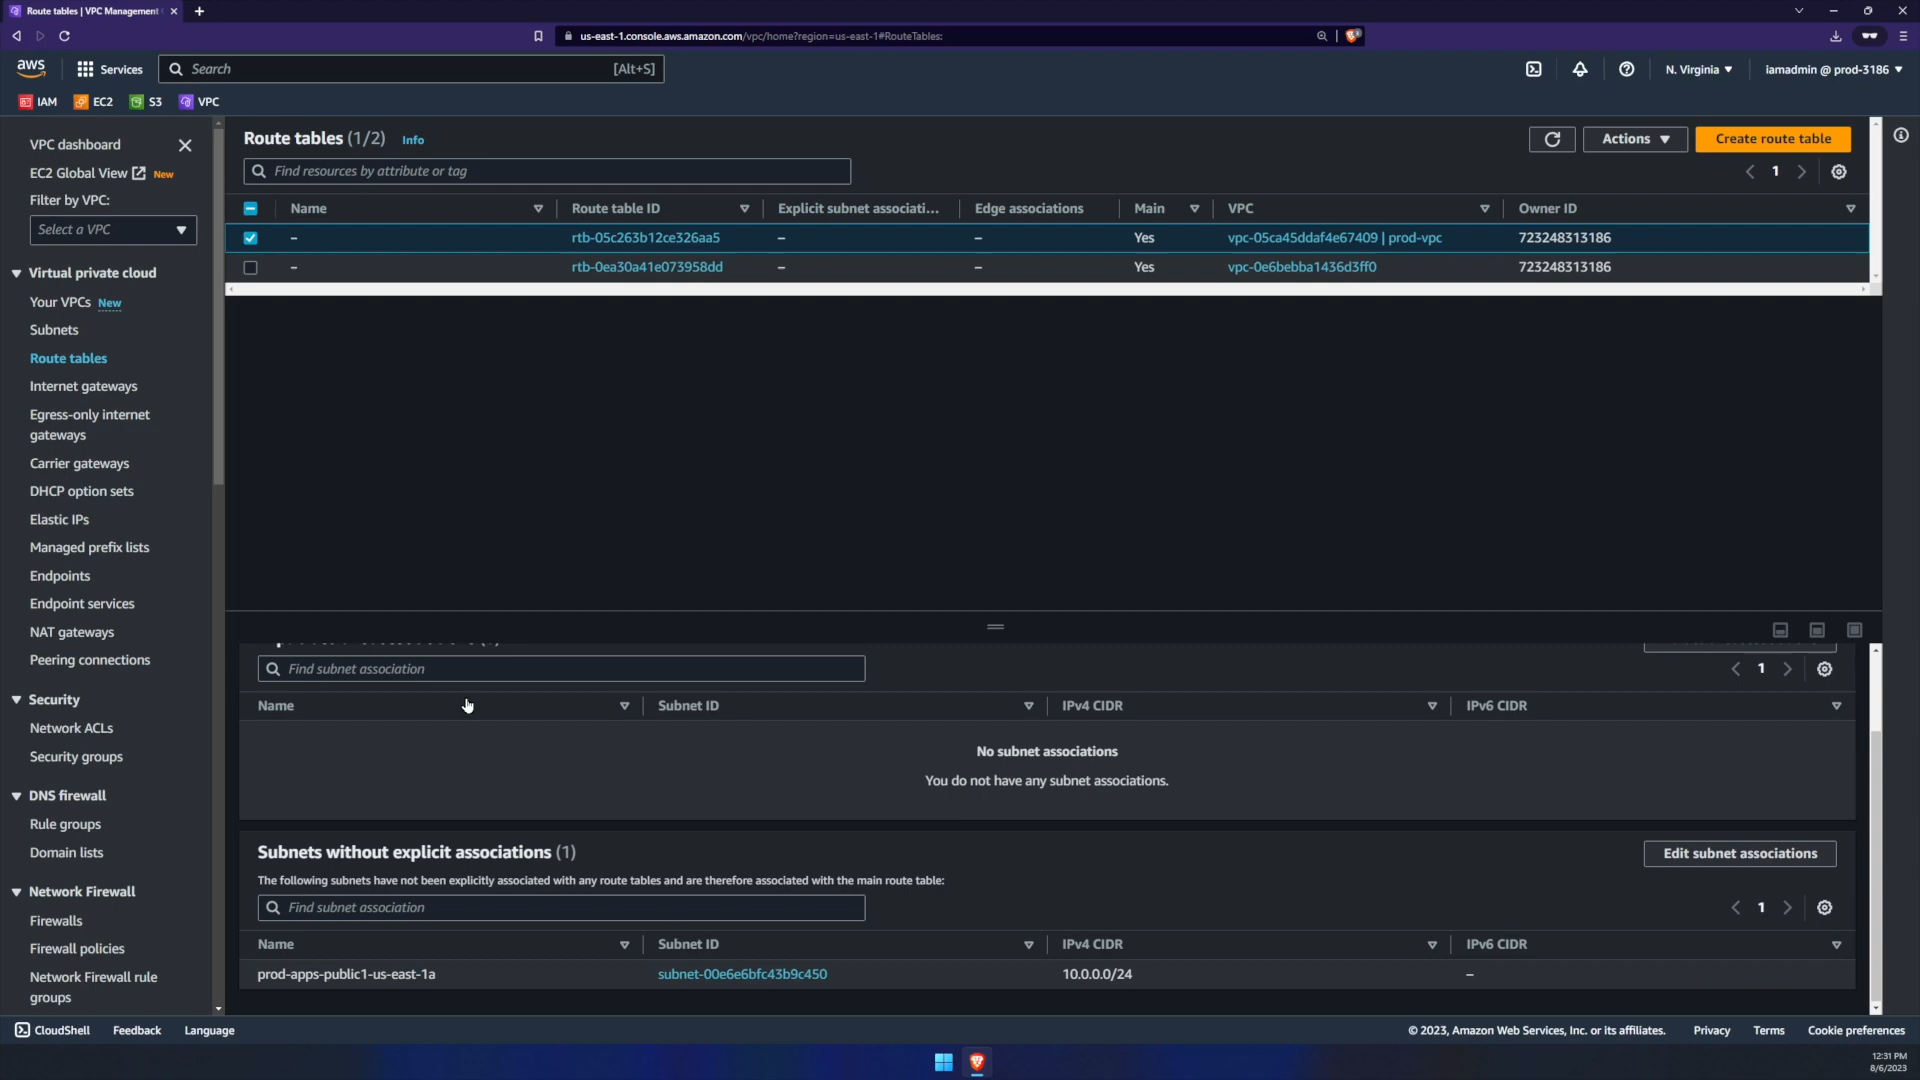 Route tables | VPC Management
us-east-1.console.aws.amazon.com/vpc/home?region=us-east-1#RouteTables:
aws
Services
Search
[Alt+S]
N. Virginia
iamadmin @ prod-3186
IAM
EC2
S3
VPC
VPC dashboard
EC2 Global View
New
Filter by VPC:
Select a VPC
Virtual private cloud
Your VPCs New
Subnets
Route tables
Internet gateways
Egress-only internet
gateways
Carrier gateways
DHCP option sets
Elastic IPs
Managed prefix lists
Endpoints
Endpoint services
NAT gateways
Peering connections
Security
Network ACLs
Security groups
DNS firewall
Rule groups
Domain lists
Network Firewall
Firewalls
Firewall policies
Network Firewall rule
groups
Route tables (1/2) Info
Actions
Create route table
Find resources by attribute or tag
1
Name Route table ID Explicit subnet associati... Edge associations Main VPC Owner ID
– rtb-05c263b12ce326aa5 – – Yes vpc-05ca45ddaf4e67409 | prod-vpc 723248313186
– rtb-0ea30a41e073958dd – – Yes vpc-0e6bebba1436d3ff0 723248313186
Find subnet association
1
Name Subnet ID IPv4 CIDR IPv6 CIDR
No subnet associations
You do not have any subnet associations.
Subnets without explicit associations (1)
Edit subnet associations
The following subnets have not been explicitly associated with any route tables and are therefore associated with the main route table:
Find subnet association
1
Name Subnet ID IPv4 CIDR IPv6 CIDR
prod-apps-public1-us-east-1a subnet-00e6e6bfc43b9c450 10.0.0.0/24 –
CloudShell Feedback Language
© 2023, Amazon Web Services, Inc. or its affiliates. Privacy Terms Cookie preferences
12:31 PM
8/6/2023